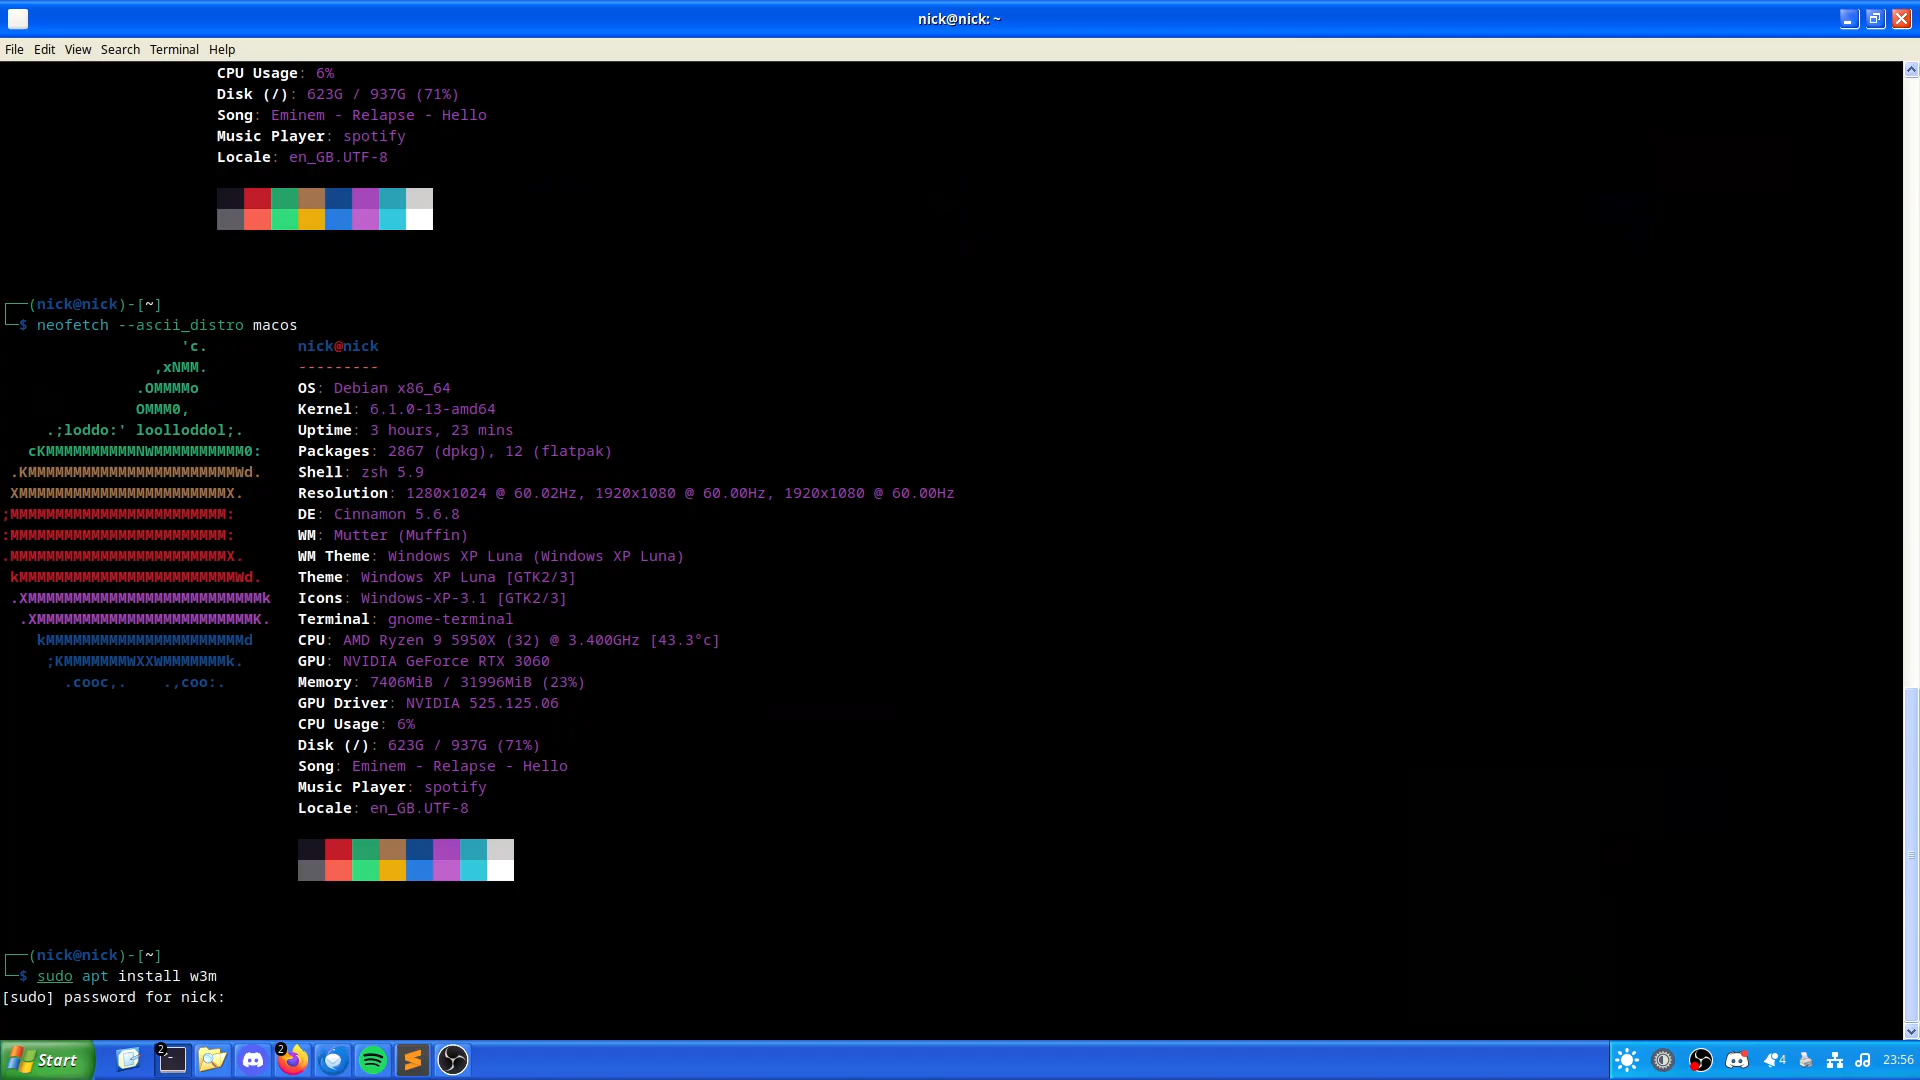 nick@nick: ~
File Edit View Search Terminal Help
CPU Usage: 6%
Disk (/): 623G / 937G (71%)
Song: Eminem - Relapse - Hello
Music Player: spotify
Locale: en_GB.UTF-8
(nick@nick)-[~]
$ neofetch --ascii_distro macos
'c. nick@nick
,xNMM. ---------
.OMMMMo OS: Debian x86_64
OMMM0, Kernel: 6.1.0-13-amd64
.;loddo:' loolloddol;. Uptime: 3 hours, 23 mins
cKMMMMMMMMMMNWMMMMMMMMMM0: Packages: 2867 (dpkg), 12 (flatpak)
.KMMMMMMMMMMMMMMMMMMMMMMMWd. Shell: zsh 5.9
XMMMMMMMMMMMMMMMMMMMMMMMX. Resolution: 1280x1024 @ 60.02Hz, 1920x1080 @ 60.00Hz, 1920x1080 @ 60.00Hz
;MMMMMMMMMMMMMMMMMMMMMMMM: DE: Cinnamon 5.6.8
:MMMMMMMMMMMMMMMMMMMMMMMM: WM: Mutter (Muffin)
.MMMMMMMMMMMMMMMMMMMMMMMMX. WM Theme: Windows XP Luna (Windows XP Luna)
kMMMMMMMMMMMMMMMMMMMMMMMMWd. Theme: Windows XP Luna [GTK2/3]
.XMMMMMMMMMMMMMMMMMMMMMMMMMMk Icons: Windows-XP-3.1 [GTK2/3]
.XMMMMMMMMMMMMMMMMMMMMMMMMK. Terminal: gnome-terminal
kMMMMMMMMMMMMMMMMMMMMMMd CPU: AMD Ryzen 9 5950X (32) @ 3.400GHz [43.3°c]
;KMMMMMMMWXXWMMMMMMMk. GPU: NVIDIA GeForce RTX 3060
.cooc,. .,coo:. Memory: 7406MiB / 31996MiB (23%)
GPU Driver: NVIDIA 525.125.06
CPU Usage: 6%
Disk (/): 623G / 937G (71%)
Song: Eminem - Relapse - Hello
Music Player: spotify
Locale: en_GB.UTF-8
(nick@nick)-[~]
$ sudo apt install w3m
[sudo] password for nick:
Start 2 2 4 23:56